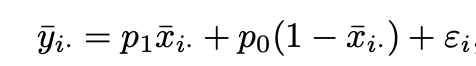 ȳᵢ. = p₁x̄ᵢ. + p₀(1 − x̄ᵢ.) + εᵢ